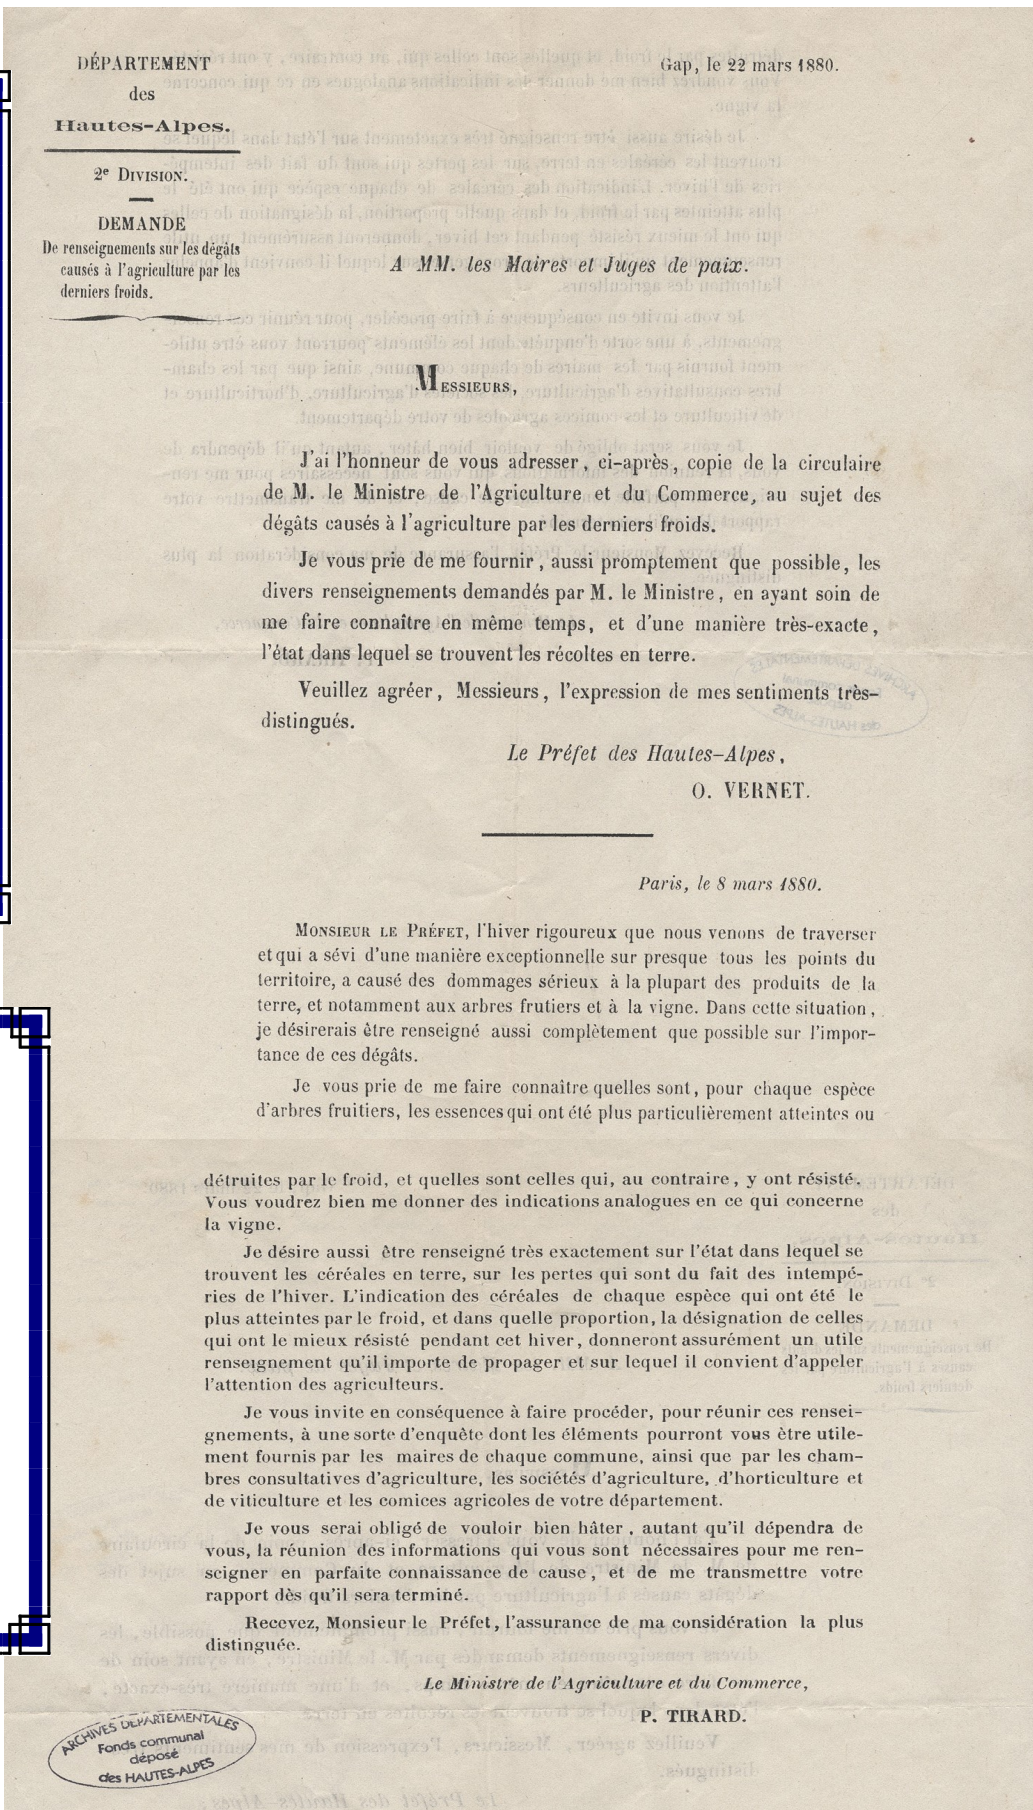 DÉPARTEMENT
des
Hautes-Alpes.
2e DIVISION.
DEMANDE
De renseignements sur les dégâts
causés à l'agriculture par les
derniers froids.
Gap, le 22 mars 1880.
A MM. les Maires et Juges de paix.
MESSIEURS,
J'ai l'honneur de vous adresser, ci-après, copie de la circulaire
de M. le Ministre de l'Agriculture et du Commerce, au sujet des
dégâts causés à l'agriculture par les derniers froids.
Je vous prie de me fournir, aussi promptement que possible, les
divers renseignements demandés par M. le Ministre, en ayant soin de
me faire connaître en même temps, et d'une manière très-exacte,
l'état dans lequel se trouvent les récoltes en terre.
Veuillez agréer, Messieurs, l'expression de mes sentiments très-
distingués.
Le Préfet des Hautes-Alpes,
O. VERNET.
Paris, le 8 mars 1880.
MONSIEUR LE PRÉFET, l'hiver rigoureux que nous venons de traverser
et qui a sévi d'une manière exceptionnelle sur presque tous les points du
territoire, a causé des dommages sérieux à la plupart des produits de la
terre, et notamment aux arbres frutiers et à la vigne. Dans cette situation,
je désirerais être renseigné aussi complètement que possible sur l'impor-
tance de ces dégâts.
Je vous prie de me faire connaître quelles sont, pour chaque espèce
d'arbres fruitiers, les essences qui ont été plus particulièrement atteintes ou
détruites par le froid, et quelles sont celles qui, au contraire, y ont résisté.
Vous voudrez bien me donner des indications analogues en ce qui concerne
la vigne.
Je désire aussi être renseigné très exactement sur l'état dans lequel se
trouvent les céréales en terre, sur les pertes qui sont du fait des intempé-
ries de l'hiver. L'indication des céréales de chaque espèce qui ont été le
plus atteintes par le froid, et dans quelle proportion, la désignation de celles
qui ont le mieux résisté pendant cet hiver, donneront assurément un utile
renseignement qu'il importe de propager et sur lequel il convient d'appeler
l'attention des agriculteurs.
Je vous invite en conséquence à faire procéder, pour réunir ces rensei-
gnements, à une sorte d'enquête dont les éléments pourront vous être utile-
ment fournis par les maires de chaque commune, ainsi que par les cham-
bres consultatives d'agriculture, les sociétés d'agriculture, d'horticulture et
de viticulture et les comices agricoles de votre département.
Je vous serai obligé de vouloir bien hâter, autant qu'il dépendra de
vous, la réunion des informations qui vous sont nécessaires pour me ren-
seigner en parfaite connaissance de cause, et de me transmettre votre
rapport dès qu'il sera terminé.
Recevez, Monsieur le Préfet, l'assurance de ma considération la plus
distinguée.
Le Ministre de l'Agriculture et du Commerce,
P. TIRARD.
ARCHIVES DÉPARTEMENTALES
Fonds communal
déposé
des HAUTES-ALPES